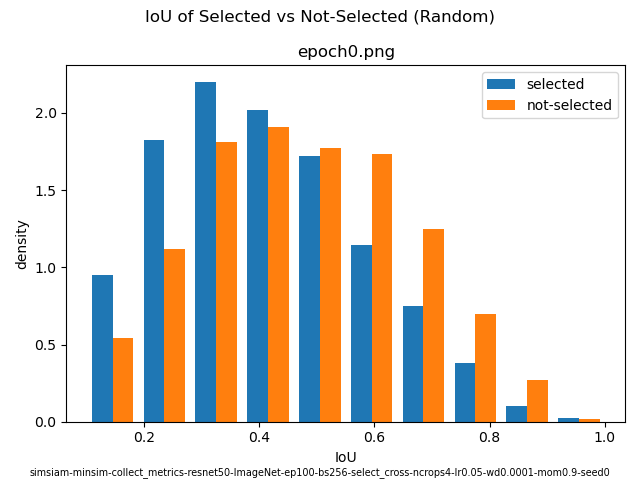 IoU of Selected vs Not-Selected (Random)
epoch0.png
selected
not-selected
density
2.0
1.5
1.0
0.5
0.0
0.2
0.4
0.6
0.8
1.0
IoU
simsiam-minsim-collect_metrics-resnet50-ImageNet-ep100-bs256-select_cross-ncrops4-lr0.05-wd0.0001-mom0.9-seed0